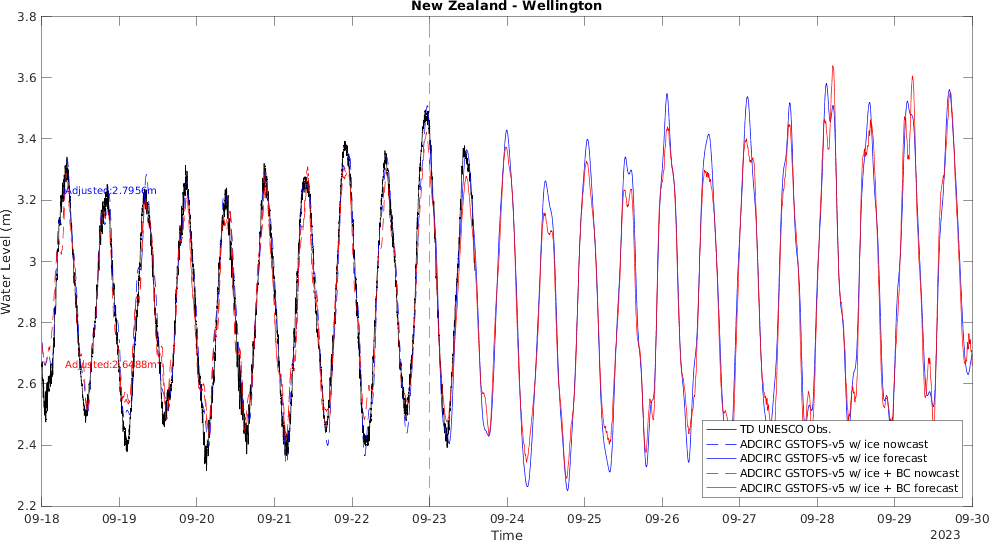 New Zealand - Wellington
Water Level (m)
3.8
3.6
3.4
3.2
3
2.8
2.6
2.4
2.2
Adjusted:2.7956m
Adjusted:2.6488m
TD UNESCO Obs.
ADCIRC GSTOFS-v5 w/ ice nowcast
ADCIRC GSTOFS-v5 w/ ice forecast
ADCIRC GSTOFS-v5 w/ ice + BC nowcast
ADCIRC GSTOFS-v5 w/ ice + BC forecast
09-18 09-19 09-20 09-21 09-22 09-23 09-24 09-25 09-26 09-27 09-28 09-29 09-30
Time
2023